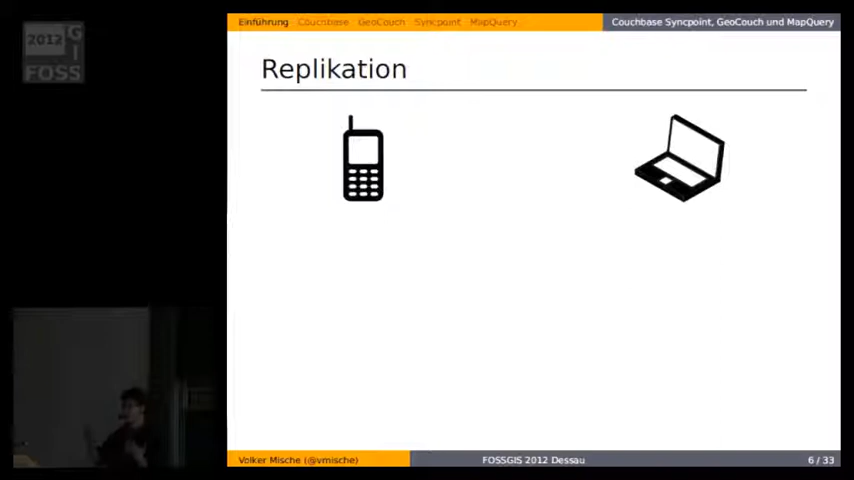 2012
GI
FOSS
Einführung Couchbase GeoCouch Syncpoint MapQuery
Couchbase Syncpoint, GeoCouch und MapQuery
Replikation
Volker Mische (@vmische)
FOSSGIS 2012 Dessau
6 / 33